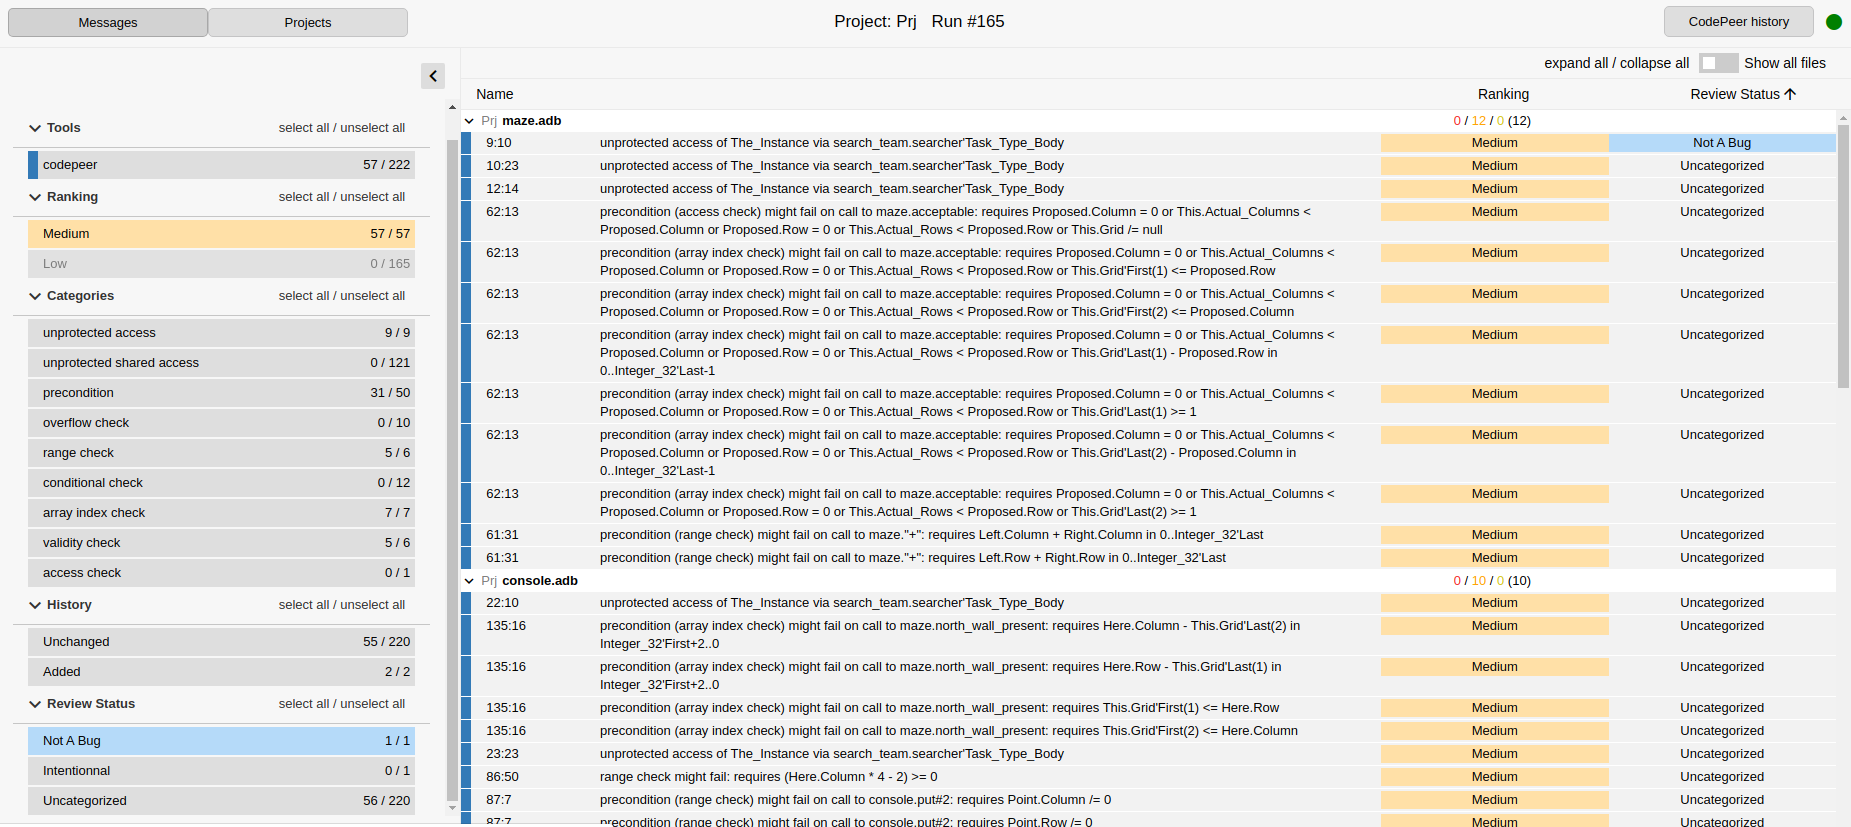 Messages Projects Project: Prj Run #165 CodePeer history
expand all / collapse all Show all files
Tools select all / unselect all
codepeer 57 / 222
Ranking select all / unselect all
Medium 57 / 57
Low 0 / 165
Categories select all / unselect all
unprotected access 9 / 9
unprotected shared access 0 / 121
precondition 31 / 50
overflow check 0 / 10
range check 5 / 6
conditional check 0 / 12
array index check 7 / 7
validity check 5 / 6
access check 0 / 1
History select all / unselect all
Unchanged 55 / 220
Added 2 / 2
Review Status select all / unselect all
Not A Bug 1 / 1
Intentionnal 0 / 1
Uncategorized 56 / 220
Name Ranking Review Status
Prj maze.adb 0 / 12 / 0 (12)
9:10 unprotected access of The_Instance via search_team.searcher'Task_Type_Body Medium Not A Bug
10:23 unprotected access of The_Instance via search_team.searcher'Task_Type_Body Medium Uncategorized
12:14 unprotected access of The_Instance via search_team.searcher'Task_Type_Body Medium Uncategorized
62:13 precondition (access check) might fail on call to maze.acceptable: requires Proposed.Column = 0 or This.Actual_Columns < Medium Uncategorized
Proposed.Column or Proposed.Row = 0 or This.Actual_Rows < Proposed.Row or This.Grid /= null
62:13 precondition (array index check) might fail on call to maze.acceptable: requires Proposed.Column = 0 or This.Actual_Columns < Medium Uncategorized
Proposed.Column or Proposed.Row = 0 or This.Actual_Rows < Proposed.Row or This.Grid'First(1) <= Proposed.Row
62:13 precondition (array index check) might fail on call to maze.acceptable: requires Proposed.Column = 0 or This.Actual_Columns < Medium Uncategorized
Proposed.Column or Proposed.Row = 0 or This.Actual_Rows < Proposed.Row or This.Grid'First(2) <= Proposed.Column
62:13 precondition (array index check) might fail on call to maze.acceptable: requires Proposed.Column = 0 or This.Actual_Columns < Medium Uncategorized
Proposed.Column or Proposed.Row = 0 or This.Actual_Rows < Proposed.Row or This.Grid'Last(1) - Proposed.Row in
0..Integer_32'Last-1
62:13 precondition (array index check) might fail on call to maze.acceptable: requires Proposed.Column = 0 or This.Actual_Columns < Medium Uncategorized
Proposed.Column or Proposed.Row = 0 or This.Actual_Rows < Proposed.Row or This.Grid'Last(1) >= 1
62:13 precondition (array index check) might fail on call to maze.acceptable: requires Proposed.Column = 0 or This.Actual_Columns < Medium Uncategorized
Proposed.Column or Proposed.Row = 0 or This.Actual_Rows < Proposed.Row or This.Grid'Last(2) - Proposed.Column in
0..Integer_32'Last-1
62:13 precondition (array index check) might fail on call to maze.acceptable: requires Proposed.Column = 0 or This.Actual_Columns < Medium Uncategorized
Proposed.Column or Proposed.Row = 0 or This.Actual_Rows < Proposed.Row or This.Grid'Last(2) >= 1
61:31 precondition (range check) might fail on call to maze."+": requires Left.Column + Right.Column in 0..Integer_32'Last Medium Uncategorized
61:31 precondition (range check) might fail on call to maze."+": requires Left.Row + Right.Row in 0..Integer_32'Last Medium Uncategorized
Prj console.adb 0 / 10 / 0 (10)
22:10 unprotected access of The_Instance via search_team.searcher'Task_Type_Body Medium Uncategorized
135:16 precondition (array index check) might fail on call to maze.north_wall_present: requires Here.Column - This.Grid'Last(2) in Medium Uncategorized
Integer_32'First+2..0
135:16 precondition (array index check) might fail on call to maze.north_wall_present: requires Here.Row - This.Grid'Last(1) in Medium Uncategorized
Integer_32'First+2..0
135:16 precondition (array index check) might fail on call to maze.north_wall_present: requires This.Grid'First(1) <= Here.Row Medium Uncategorized
135:16 precondition (array index check) might fail on call to maze.north_wall_present: requires This.Grid'First(2) <= Here.Column Medium Uncategorized
23:23 unprotected access of The_Instance via search_team.searcher'Task_Type_Body Medium Uncategorized
86:50 range check might fail: requires (Here.Column * 4 - 2) >= 0 Medium Uncategorized
87:7 precondition (range check) might fail on call to console.put#2: requires Point.Column /= 0 Medium Uncategorized
87:7 precondition (range check) might fail on call to console.put#2: requires Point.Row /= 0 Medium Uncategorized